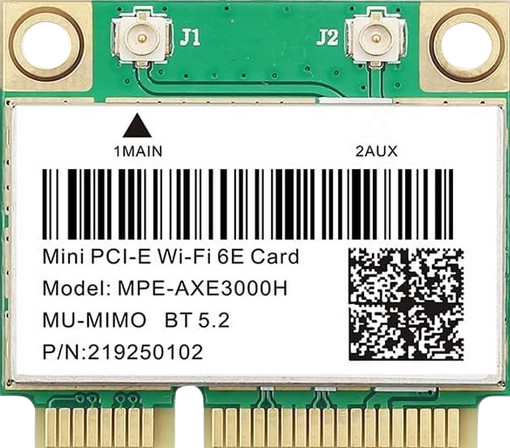 J1 J2
1MAIN 2AUX
Mini PCI-E Wi-Fi 6E Card
Model: MPE-AXE3000H
MU-MIMO BT 5.2
P/N:219250102